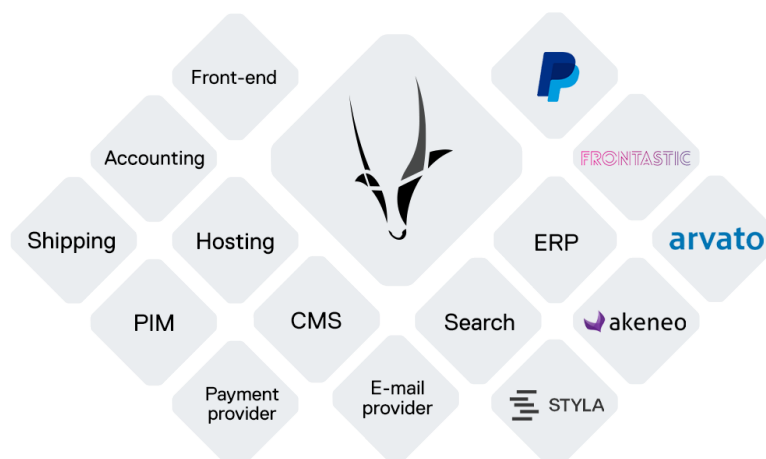 Front-end
Accounting
FRONTASTIC
Shipping
Hosting
ERP
arvato
PIM
CMS
Search
akeneo
Payment
provider
E-mail
provider
STYLA